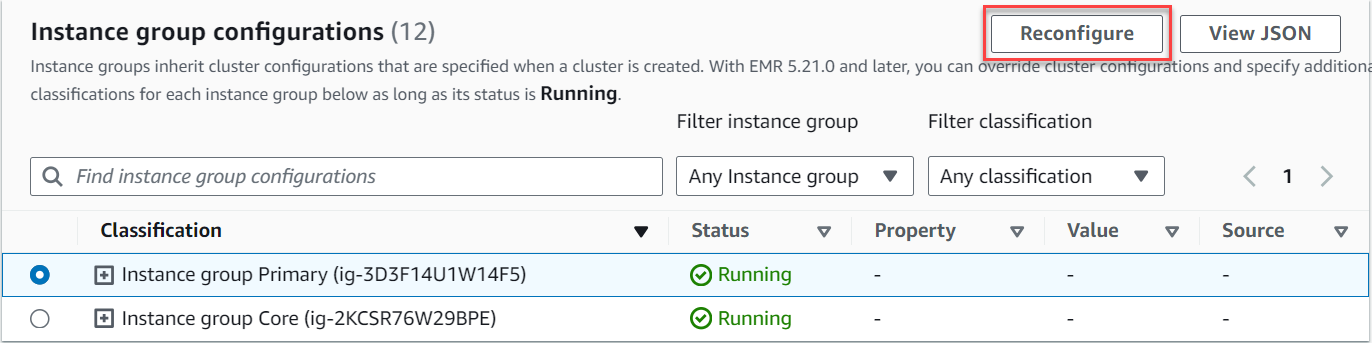 Instance group configurations (12)
Reconfigure
View JSON
Instance groups inherit cluster configurations that are specified when a cluster is created. With EMR 5.21.0 and later, you can override cluster configurations and specify additiona
classifications for each instance group below as long as its status is Running.
Filter instance group
Filter classification
Find instance group configurations
Any Instance group
Any classification
1
Classification Status Property Value Source
Instance group Primary (ig-3D3F14U1W14F5) Running - - -
Instance group Core (ig-2KCSR76W29BPE) Running - - -